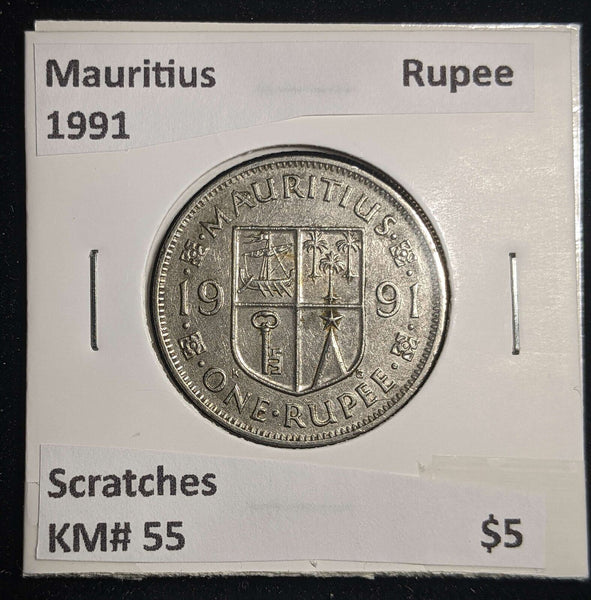 Mauritius Rupee
1991
MAURITIUS
19 91
ONE·RUPEE
Scratches
KM# 55 $5